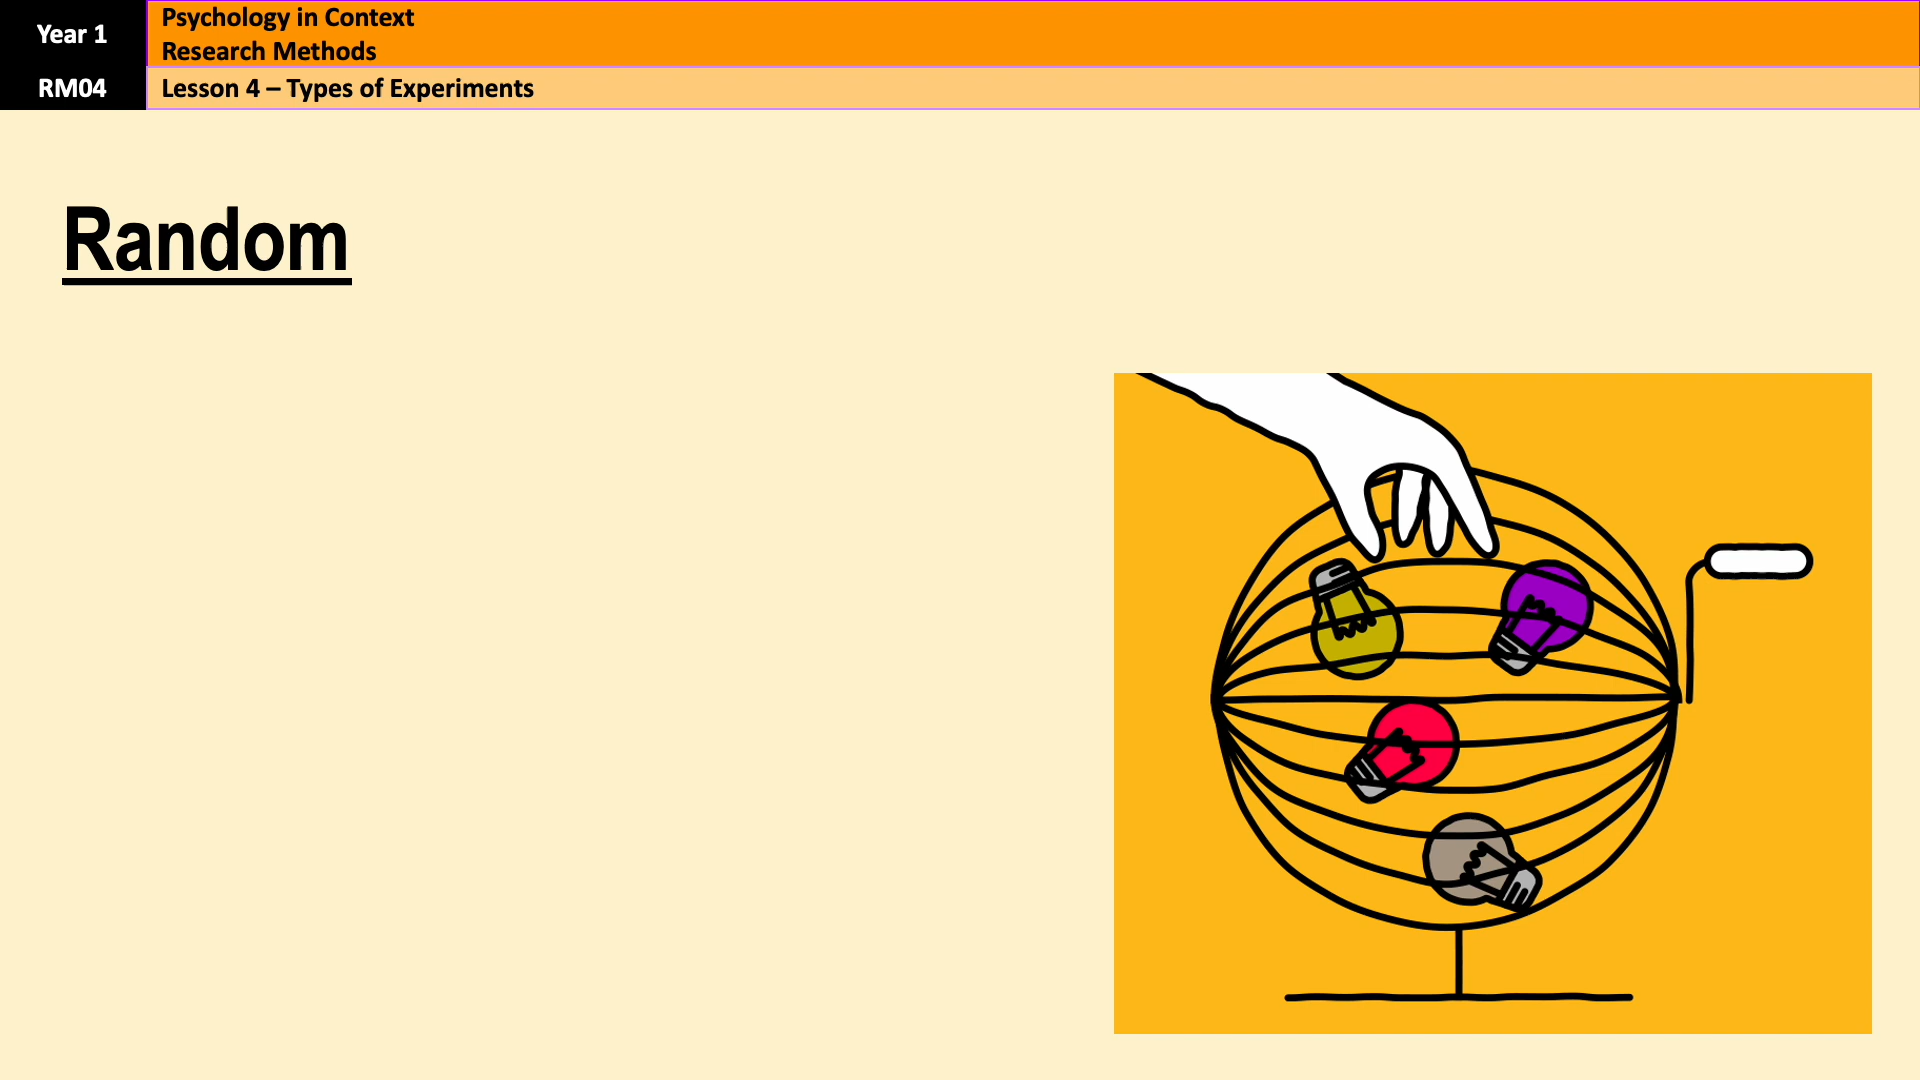 Year 1
Psychology in Context
Research Methods
RM04
Lesson 4 – Types of Experiments
Random